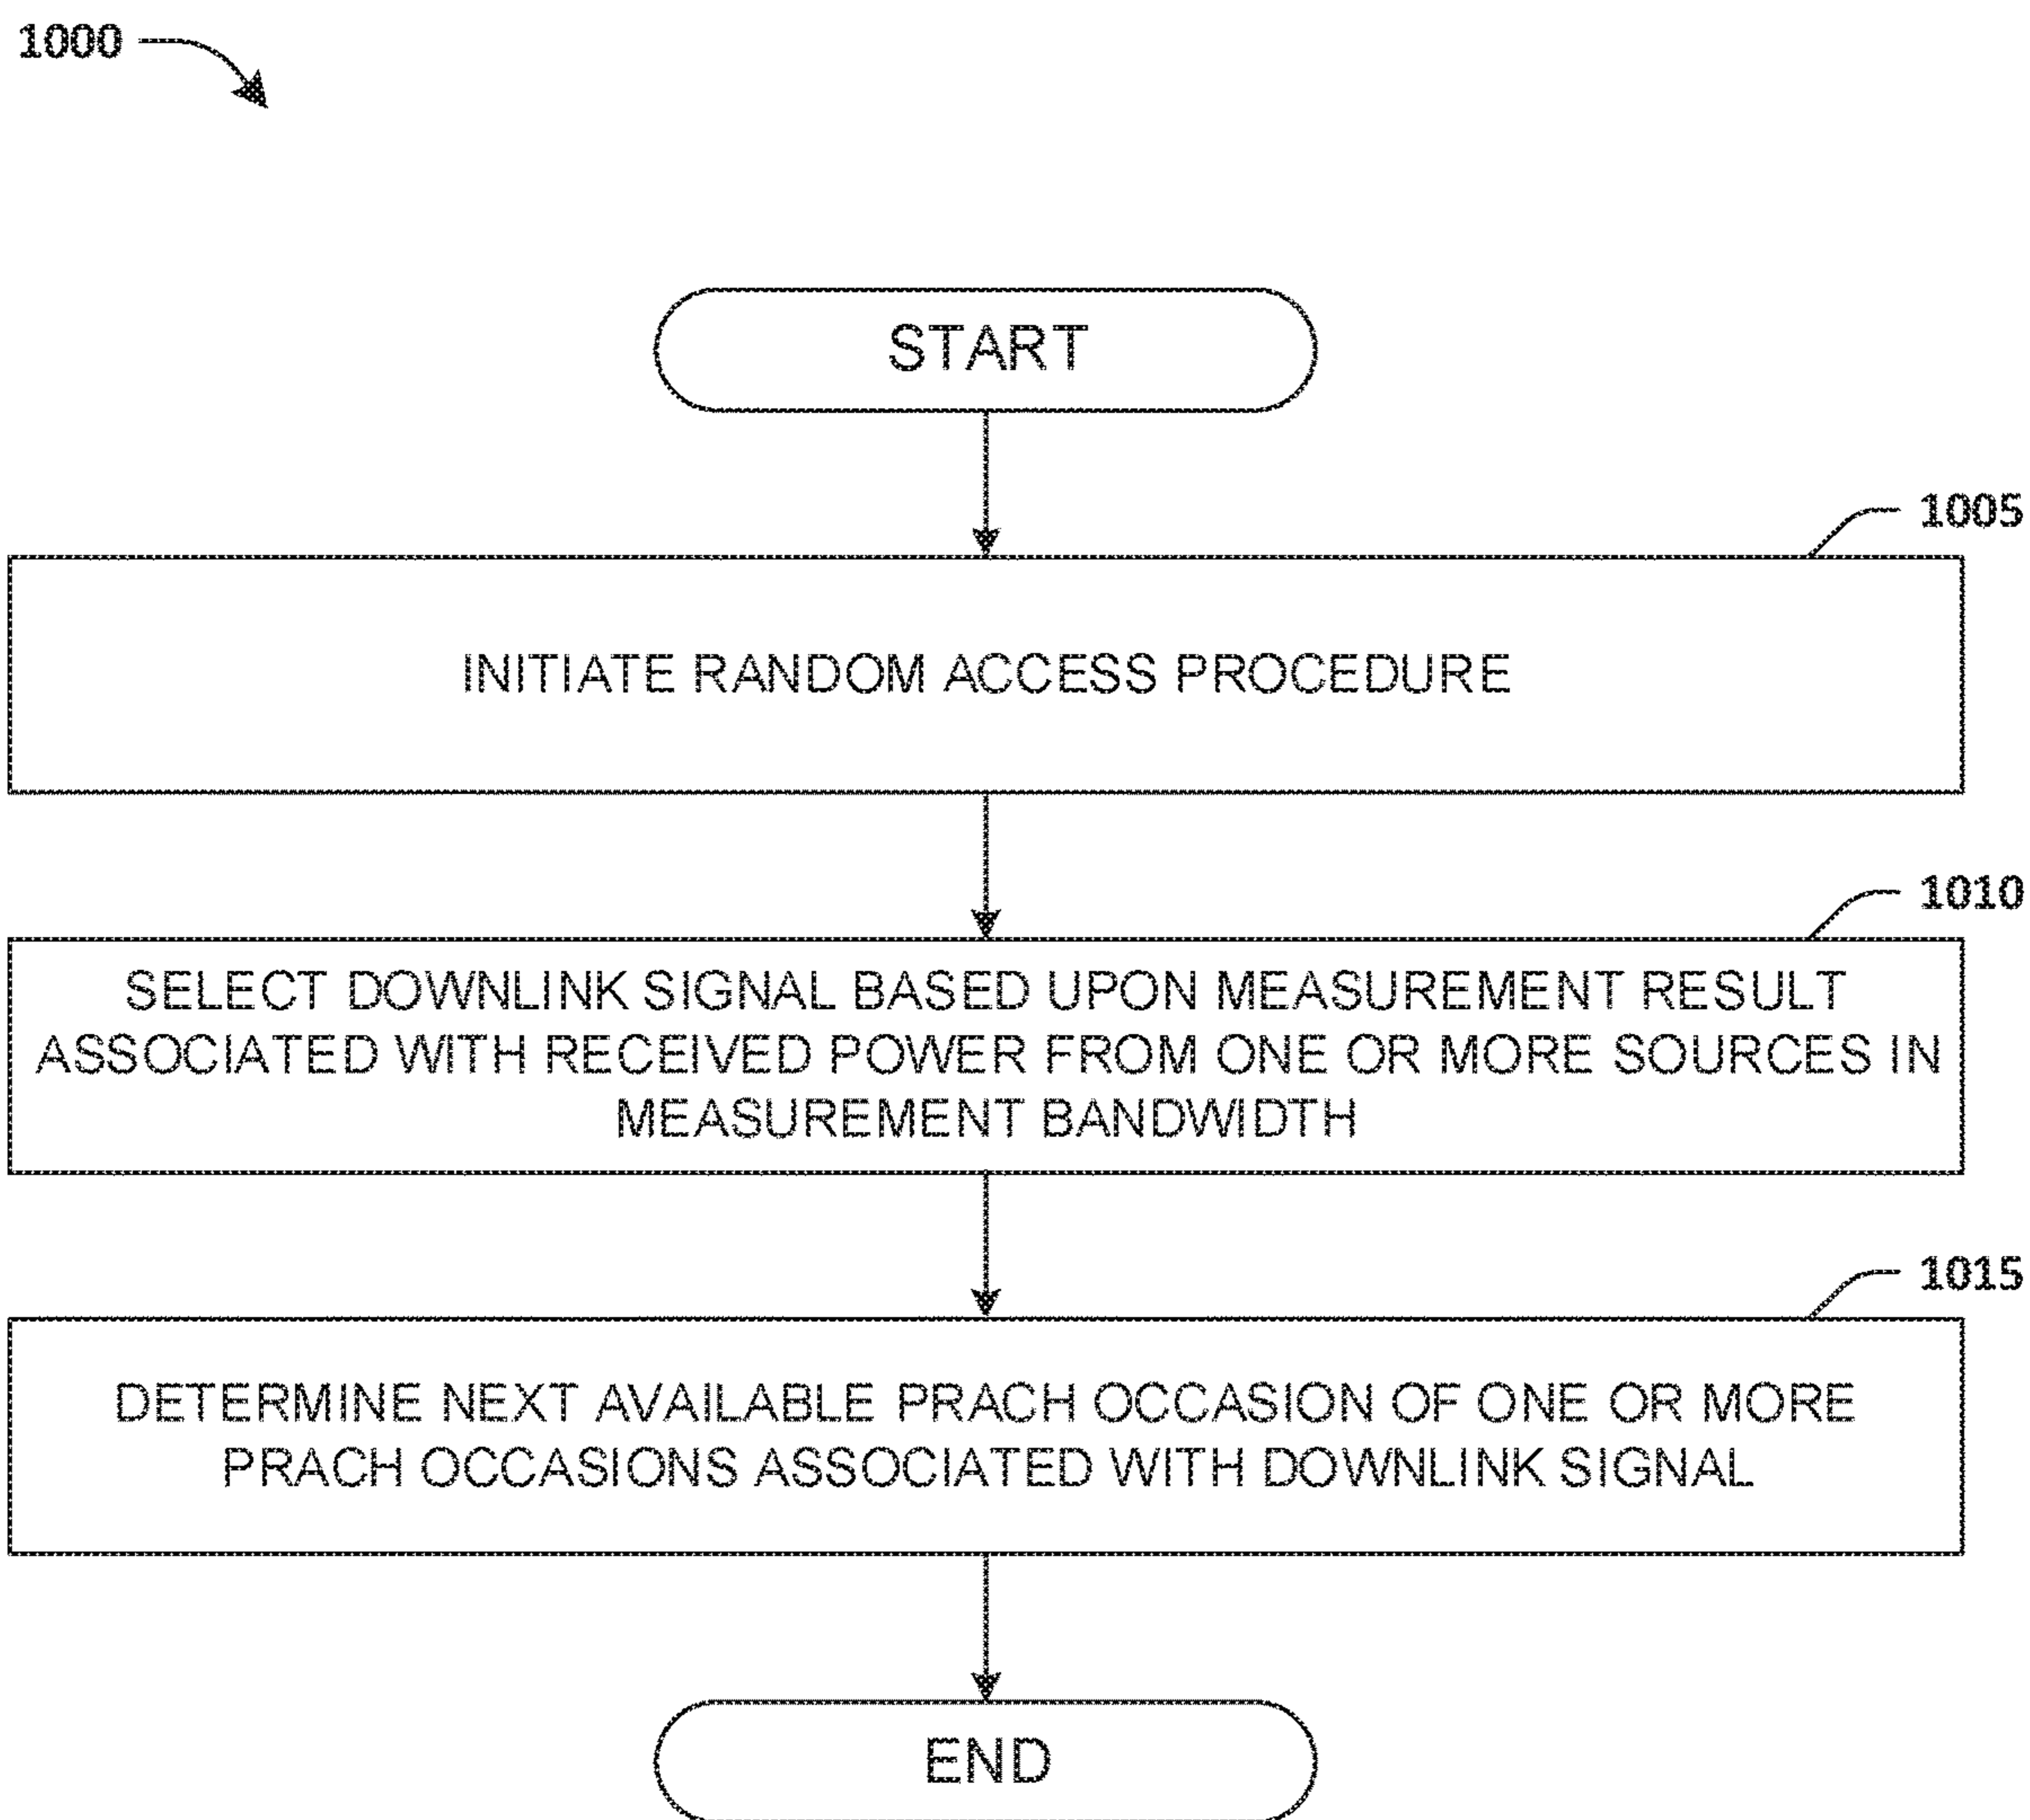 1000
START
1005
INITIATE RANDOM ACCESS PROCEDURE
1010
SELECT DOWNLINK SIGNAL BASED UPON MEASUREMENT RESULT
ASSOCIATED WITH RECEIVED POWER FROM ONE OR MORE SOURCES IN
MEASUREMENT BANDWIDTH
1015
DETERMINE NEXT AVAILABLE PRACH OCCASION OF ONE OR MORE
PRACH OCCASIONS ASSOCIATED WITH DOWNLINK SIGNAL
END